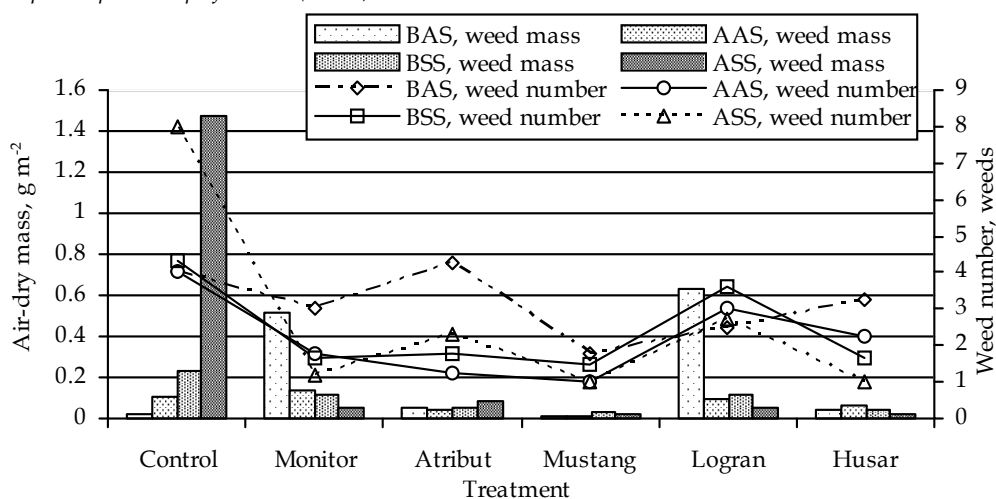 BAS, weed mass AAS, weed mass
BSS, weed mass ASS, weed mass
BAS, weed number AAS, weed number
BSS, weed number ASS, weed number
Air-dry mass, g m⁻²
1.6
1.4
1.2
1
0.8
0.6
0.4
0.2
0
9
8
7
6
5
4
3
2
1
0
Weed number, weeds
Control Monitor Atribut Mustang Logran Husar
Treatment